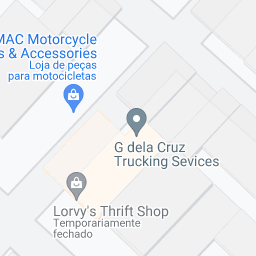 MAC Motorcycle
s & Accessories
Loja de peças
para motocicletas
G dela Cruz
Trucking Sevices
Lorvy's Thrift Shop
Temporariamente
fechado